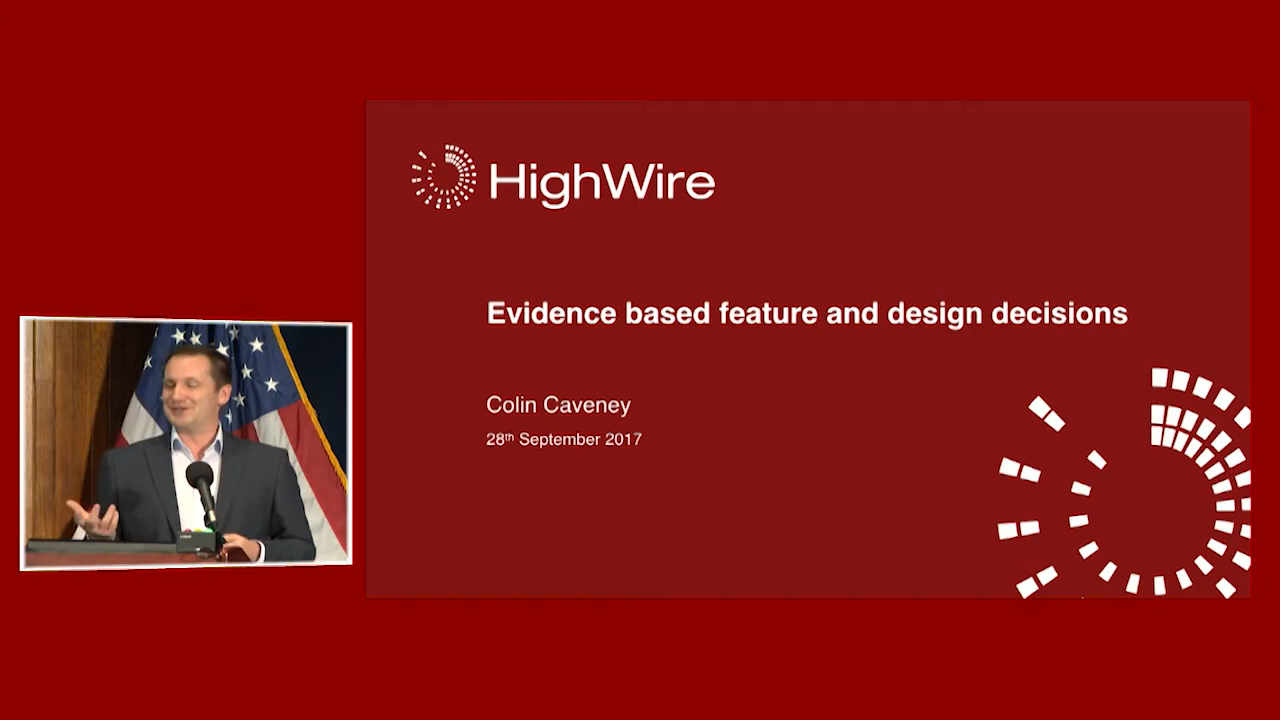 HighWire
Evidence based feature and design decisions
Colin Caveney
28th September 2017